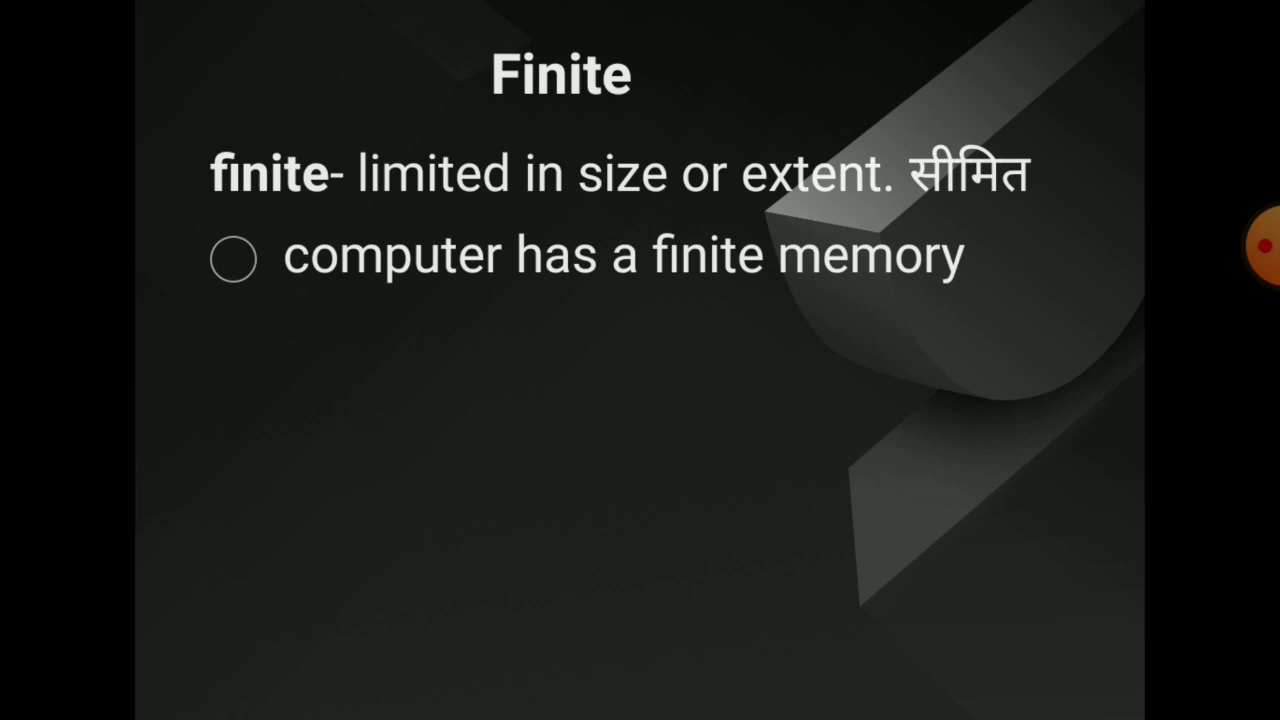 Finite
finite- limited in size or extent. सीमित
computer has a finite memory